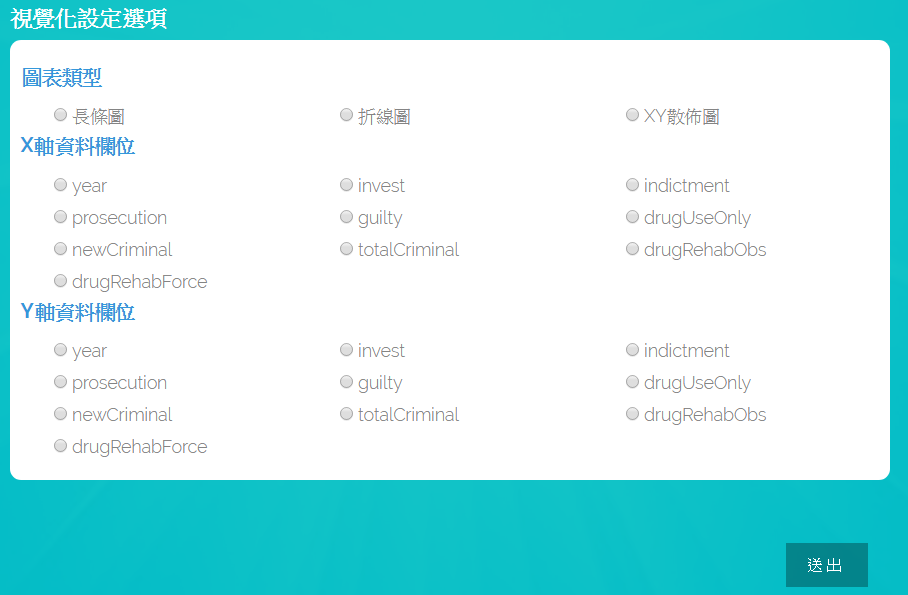 視覺化設定選項
圖表類型
長條圖 折線圖 XY散佈圖
X軸資料欄位
year invest indictment
prosecution guilty drugUseOnly
newCriminal totalCriminal drugRehabObs
drugRehabForce
Y軸資料欄位
year invest indictment
prosecution guilty drugUseOnly
newCriminal totalCriminal drugRehabObs
drugRehabForce
送出